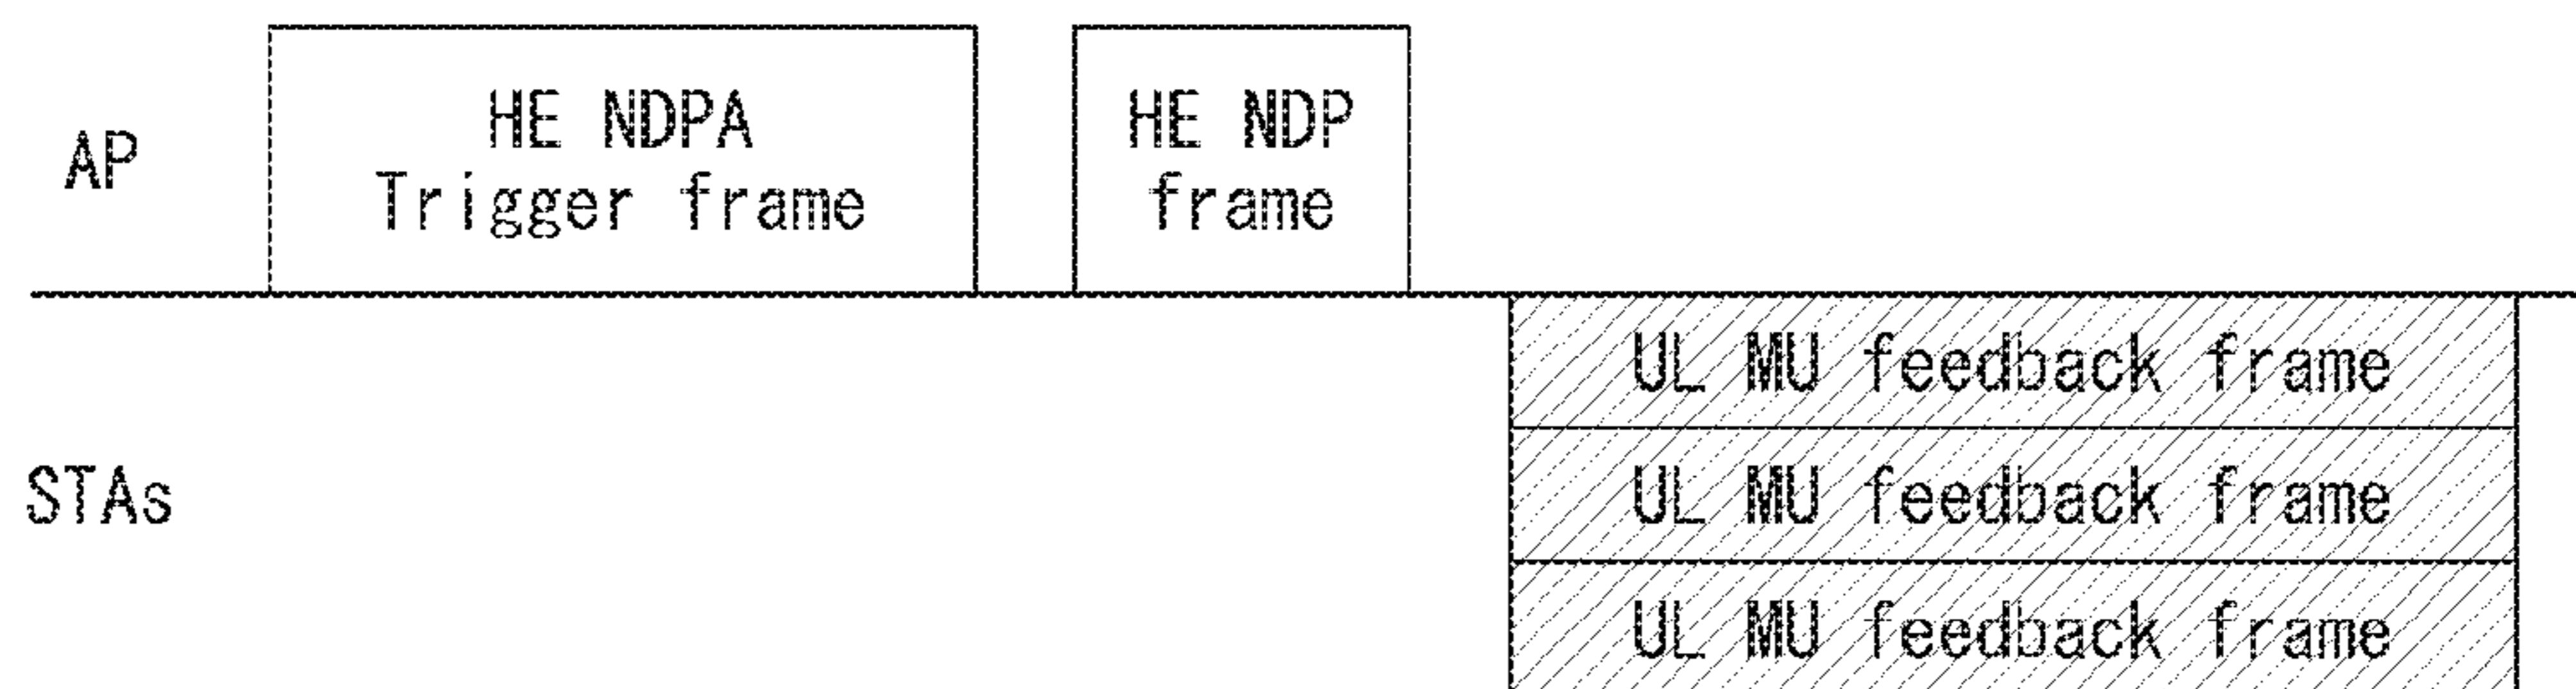 AP
HE NDPA
Trigger frame
HE NDP
frame
STAs
UL MU feedback frame
UL MU feedback frame
UL MU feedback frame